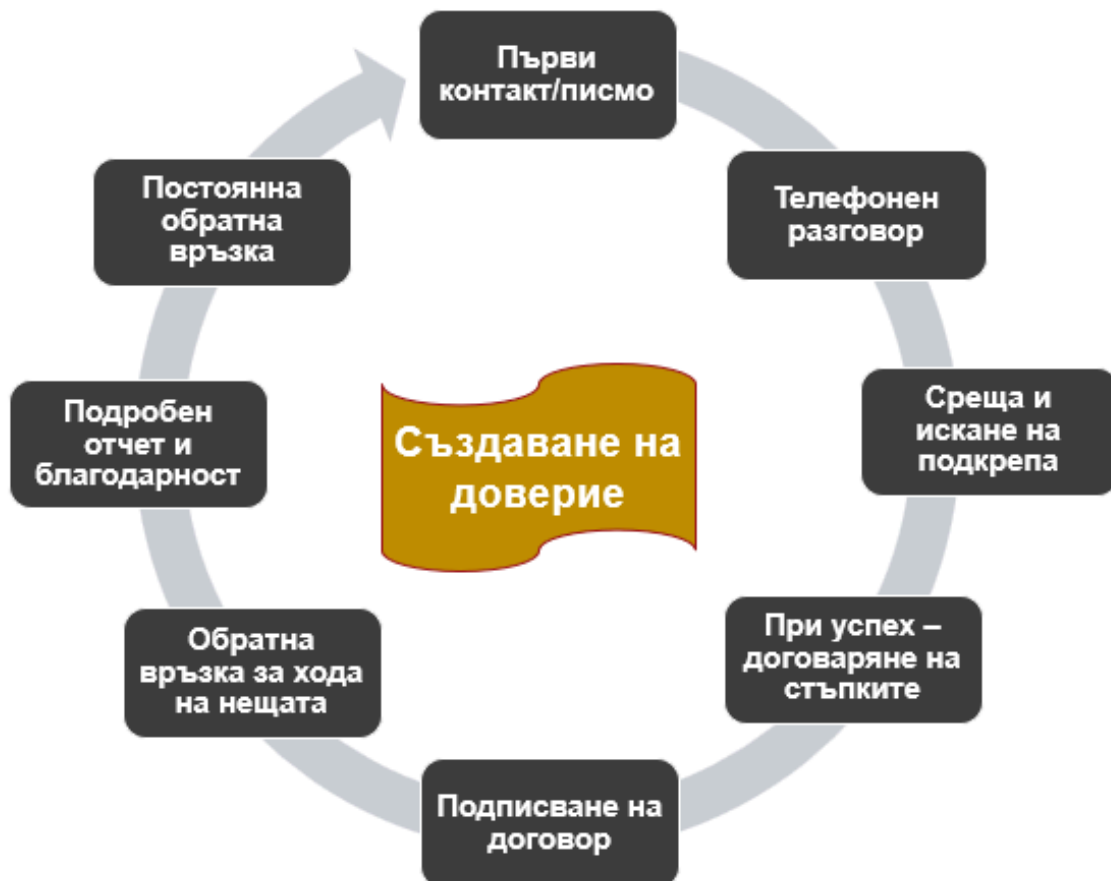 Първи
контакт/писмо
Телефонен
разговор
Среща и
искане на
подкрепа
При успех –
договаряне на
стъпките
Подписване на
договор
Обратна
връзка за хода
на нещата
Подробен
отчет и
благодарност
Постоянна
обратна
връзка
Създаване на
доверие